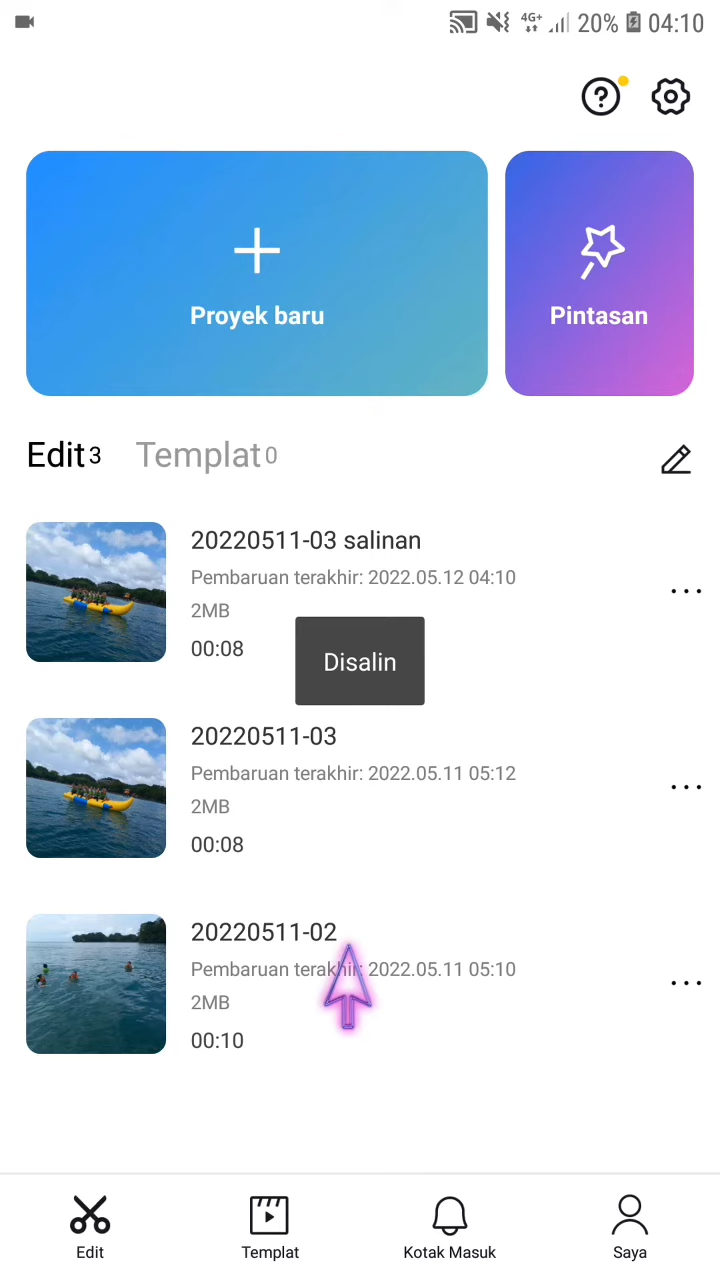 4G+ 20% 04:10
Proyek baru
Pintasan
Edit 3 Templat 0
20220511-03 salinan
Pembaruan terakhir: 2022.05.12 04:10
2MB
00:08
Disalin
20220511-03
Pembaruan terakhir: 2022.05.11 05:12
2MB
00:08
20220511-02
Pembaruan terakhir: 2022.05.11 05:10
2MB
00:10
Edit Templat Kotak Masuk Saya